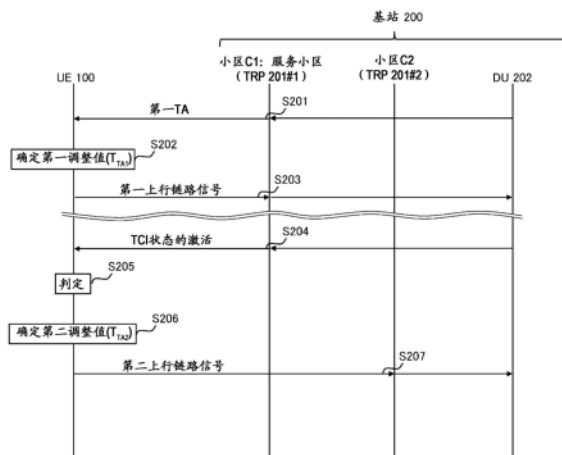 基站 200
小区C1：服务小区
（TRP 201#1）
小区C2
（TRP 201#2）
UE 100
DU 202
S201
第一TA
S202
确定第一调整值(T_TA1)
S203
第一上行链路信号
S204
TCI状态的激活
S205
判定
S206
确定第二调整值(T_TA2)
S207
第二上行链路信号